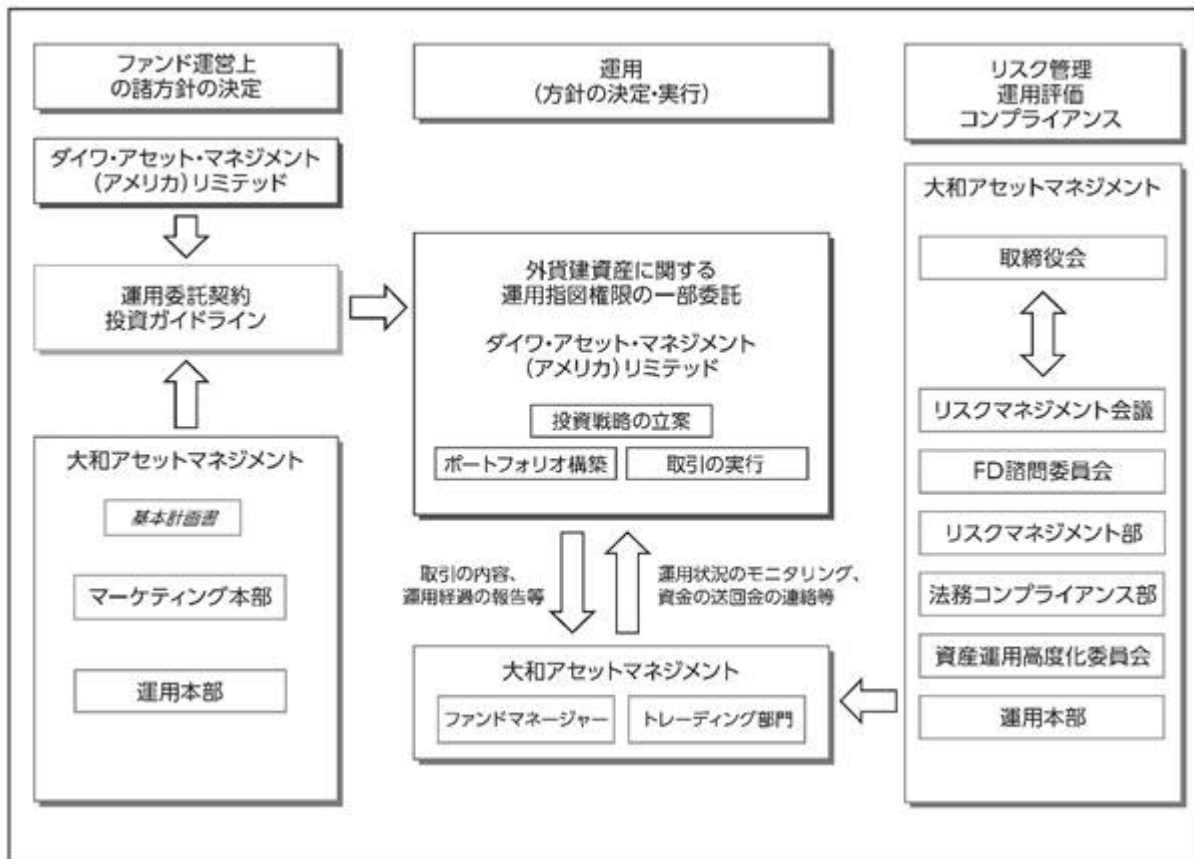 ファンド運営上
の諸方針の決定
ダイワ・アセット・マネジメント
(アメリカ)リミテッド
運用委託契約
投資ガイドライン
大和アセットマネジメント
基本計画書
マーケティング本部
運用本部
運用
(方針の決定・実行)
外貨建資産に関する
運用指図権限の一部委託
ダイワ・アセット・マネジメント
(アメリカ)リミテッド
投資戦略の立案
ポートフォリオ構築
取引の実行
取引の内容、
運用経過の報告等
運用状況のモニタリング、
資金の送回金の連絡等
大和アセットマネジメント
ファンドマネージャー
トレーディング部門
リスク管理
運用評価
コンプライアンス
大和アセットマネジメント
取締役会
リスクマネジメント会議
FD諮問委員会
リスクマネジメント部
法務コンプライアンス部
資産運用高度化委員会
運用本部